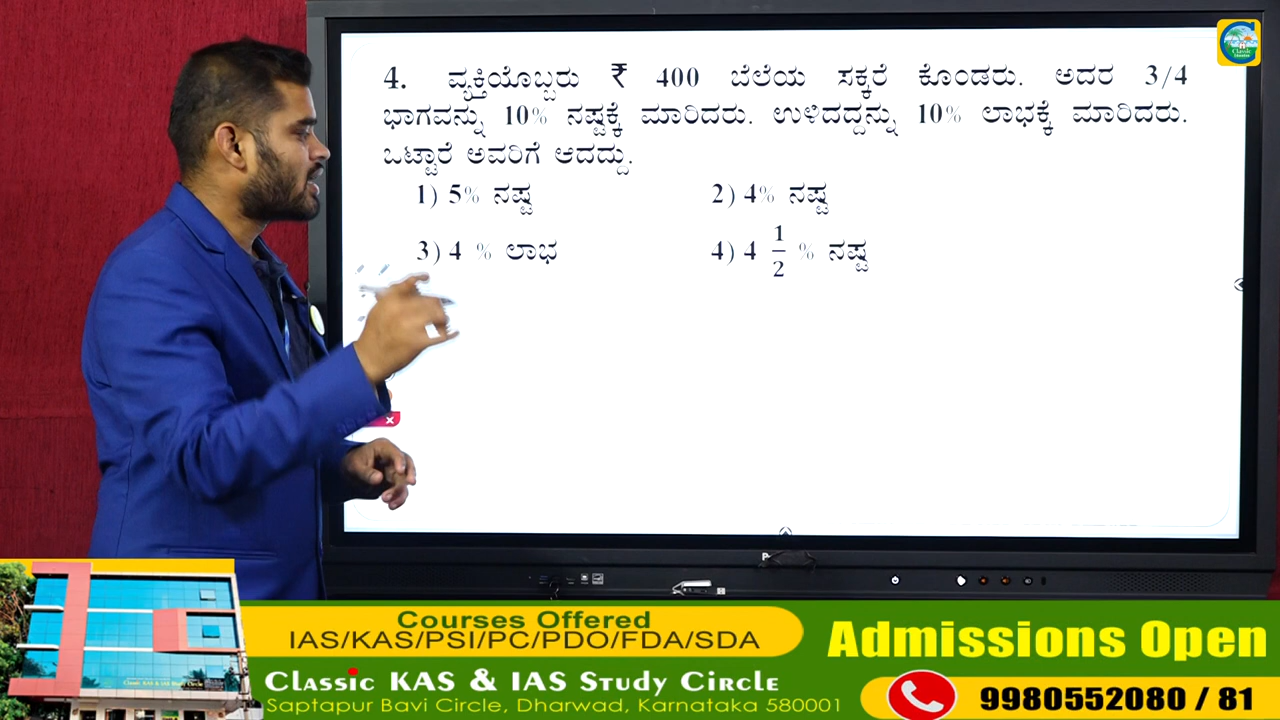 4. ವ್ಯಕ್ತಿಯೊಬ್ಬರು ₹ 400 ಬೆಲೆಯ ಸಕ್ಕರೆ ಕೊಂಡರು. ಅದರ 3/4
ಭಾಗವನ್ನು 10% ನಷ್ಟಕ್ಕೆ ಮಾರಿದರು. ಉಳಿದದ್ದನ್ನು 10% ಲಾಭಕ್ಕೆ ಮಾರಿದರು.
ಒಟ್ಟಾರೆ ಅವರಿಗೆ ಆದದ್ದು.
1) 5% ನಷ್ಟ 2) 4% ನಷ್ಟ
3) 4 % ಲಾಭ 4) 4 1/2 % ನಷ್ಟ
Courses Offered
IAS/KAS/PSI/PC/PDO/FDA/SDA
Classic KAS & IAS Study Circle
Saptapur Bavi Circle, Dharwad, Karnataka 580001
Admissions Open
9980552080 / 81